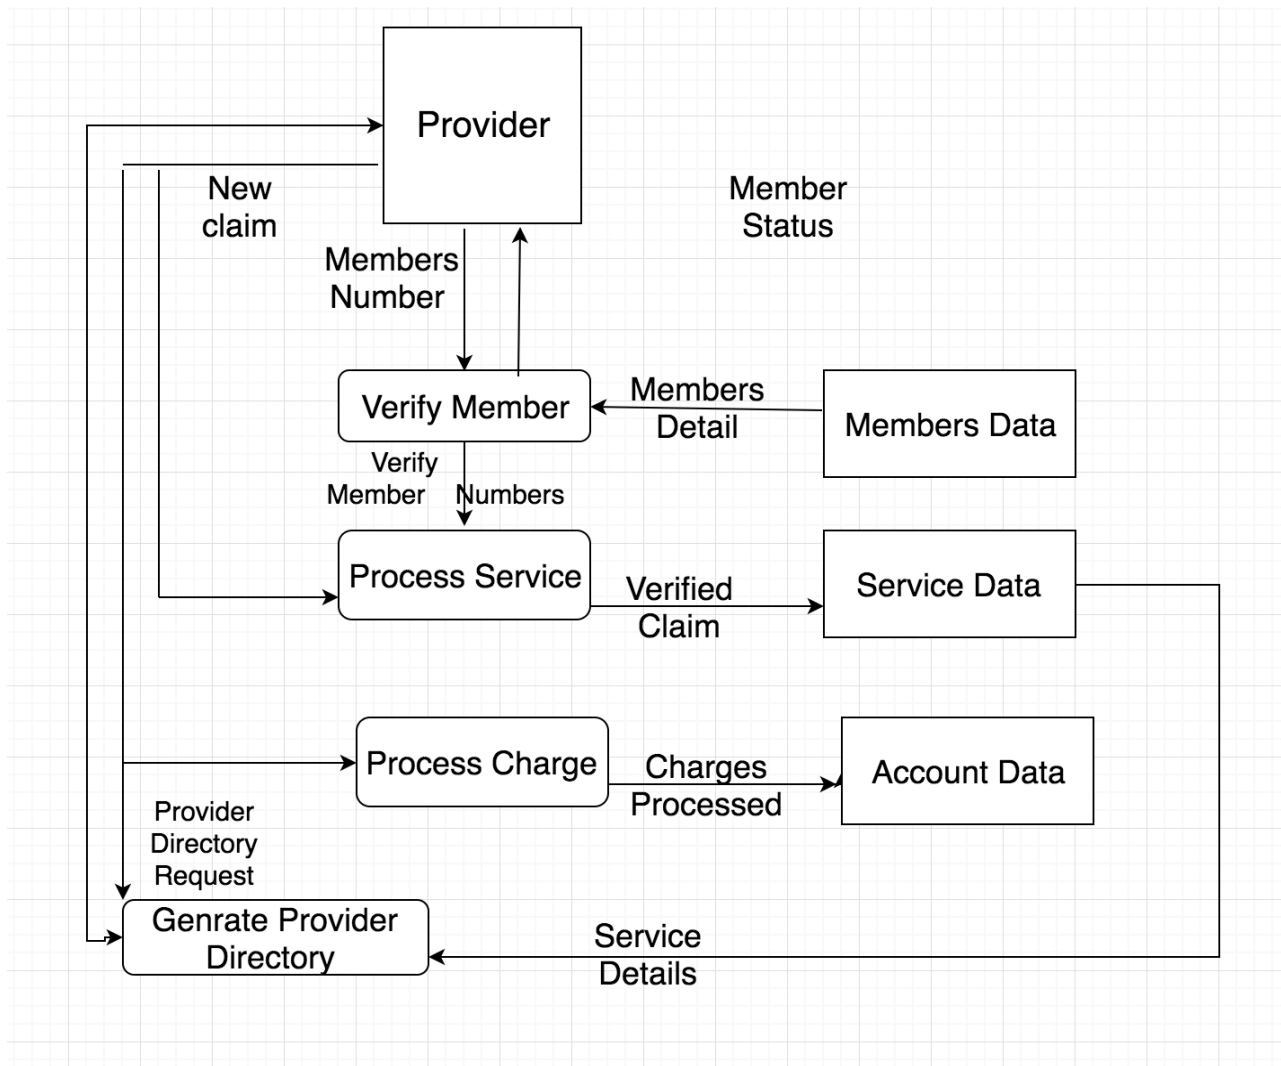 Provider
New
claim
Member
Status
Members
Number
Verify Member
Members
Detail
Members Data
Verify
Member Numbers
Process Service
Verified
Claim
Service Data
Process Charge
Charges
Processed
Account Data
Provider
Directory
Request
Genrate Provider
Directory
Service
Details